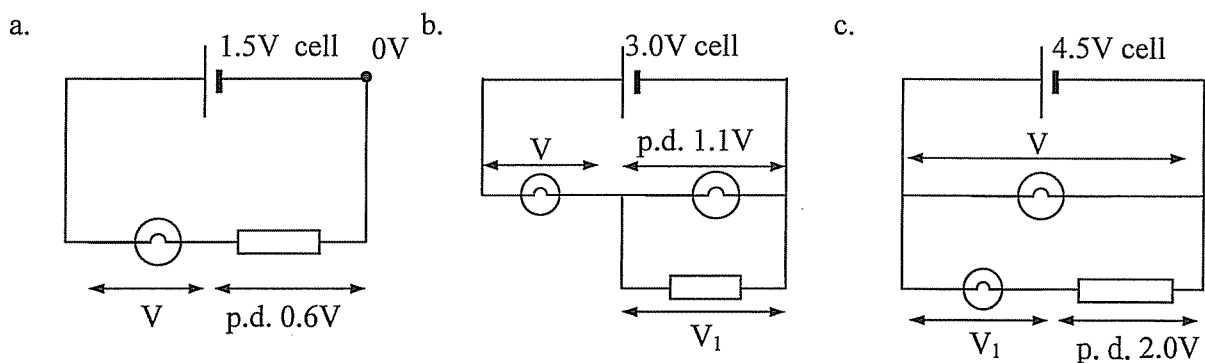 a.
1.5V cell
0V
V
p.d. 0.6V
b.
3.0V cell
V
p.d. 1.1V
V₁
c.
4.5V cell
V
V₁
p. d. 2.0V